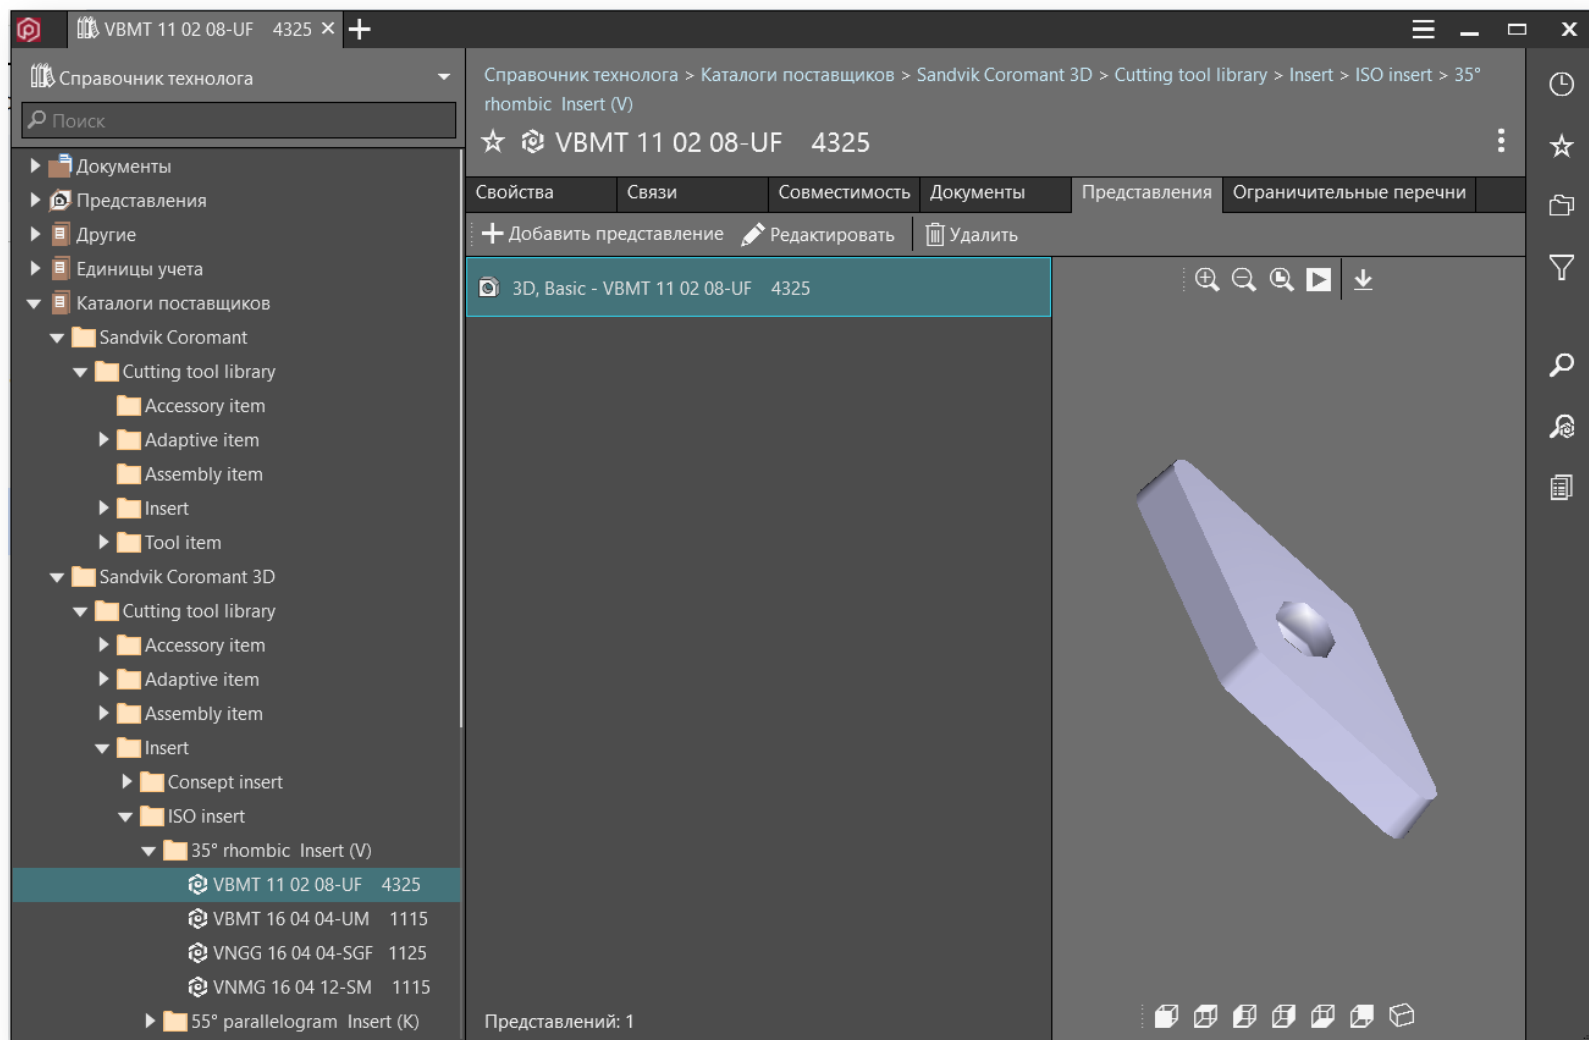 VBMT 11 02 08-UF 4325
Справочник технолога
Поиск
Документы
Представления
Другие
Единицы учета
Каталоги поставщиков
Sandvik Coromant
Cutting tool library
Accessory item
Adaptive item
Assembly item
Insert
Tool item
Sandvik Coromant 3D
Cutting tool library
Accessory item
Adaptive item
Assembly item
Insert
Consept insert
ISO insert
35° rhombic Insert (V)
VBMT 11 02 08-UF 4325
VBMT 16 04 04-UM 1115
VNGG 16 04 04-SGF 1125
VNMG 16 04 12-SM 1115
55° parallelogram Insert (K)
Справочник технолога > Каталоги поставщиков > Sandvik Coromant 3D > Cutting tool library > Insert > ISO insert > 35°
rhombic Insert (V)
VBMT 11 02 08-UF 4325
Свойства Связи Совместимость Документы Представления Ограничительные перечни
Добавить представление Редактировать Удалить
3D, Basic - VBMT 11 02 08-UF 4325
Представлений: 1